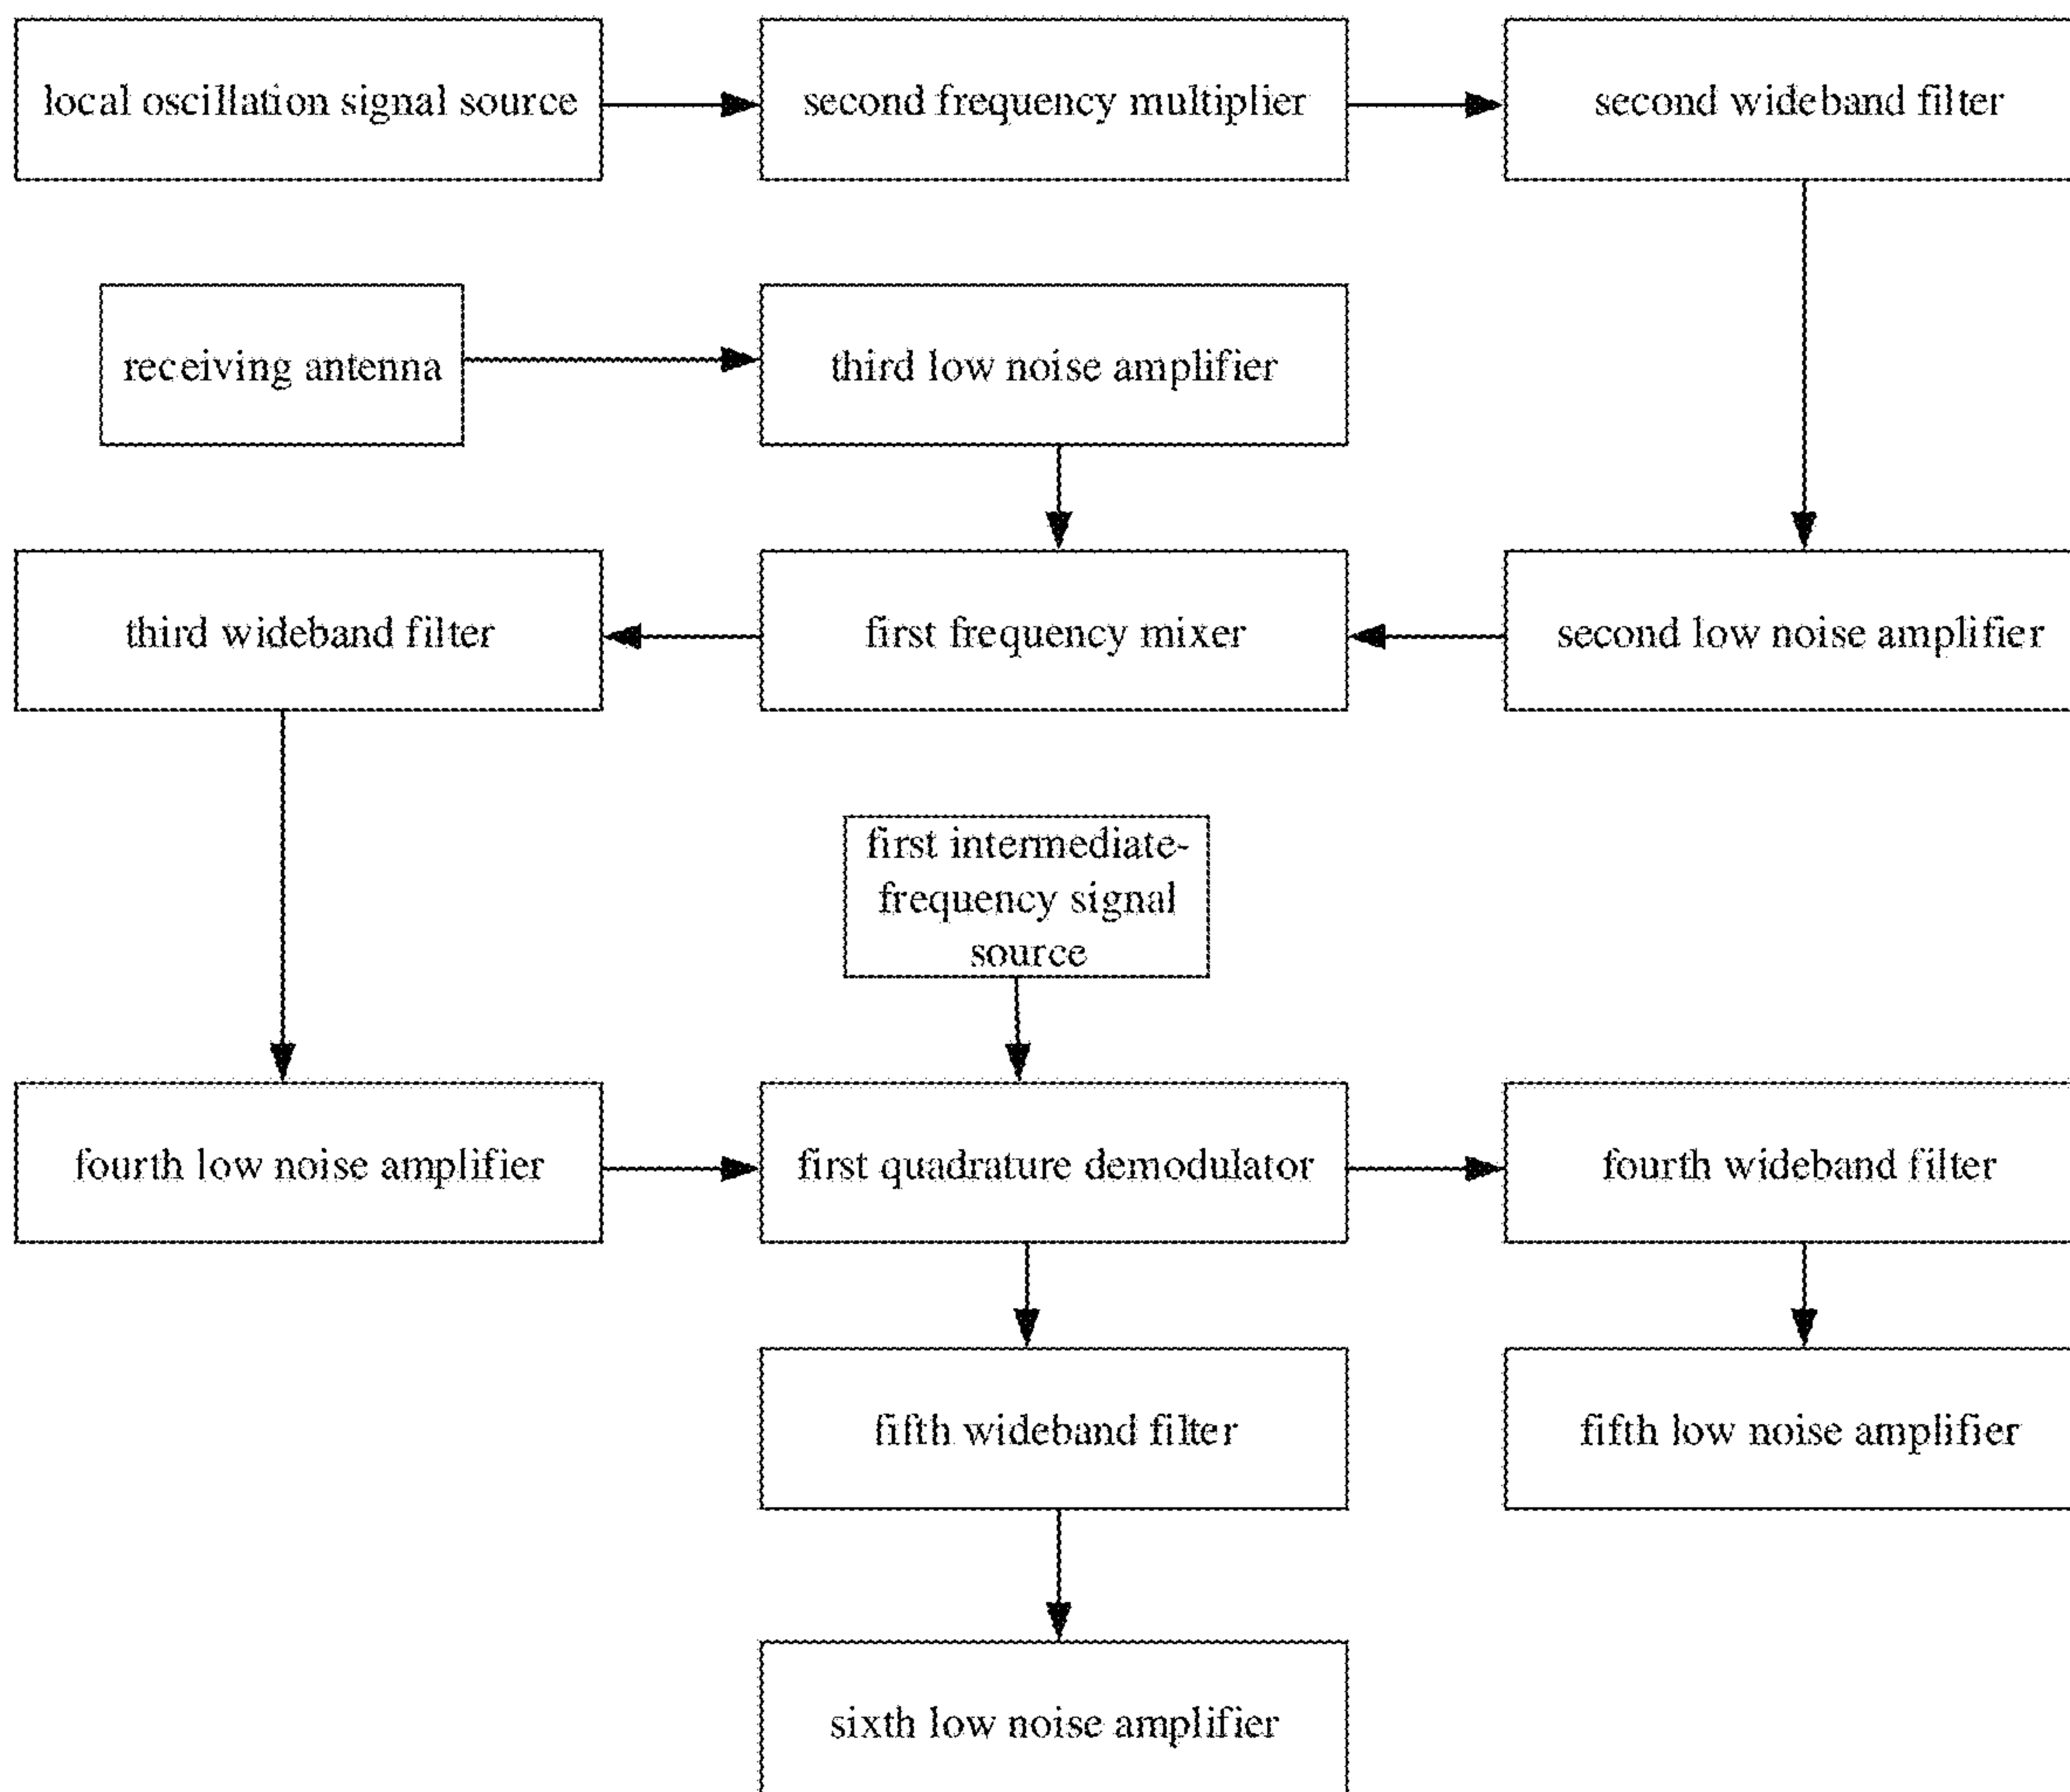 local oscillation signal source
second frequency multiplier
second wideband filter
receiving antenna
third low noise amplifier
third wideband filter
first frequency mixer
second low noise amplifier
first intermediate-
frequency signal
source
fourth low noise amplifier
first quadrature demodulator
fourth wideband filter
fifth wideband filter
fifth low noise amplifier
sixth low noise amplifier